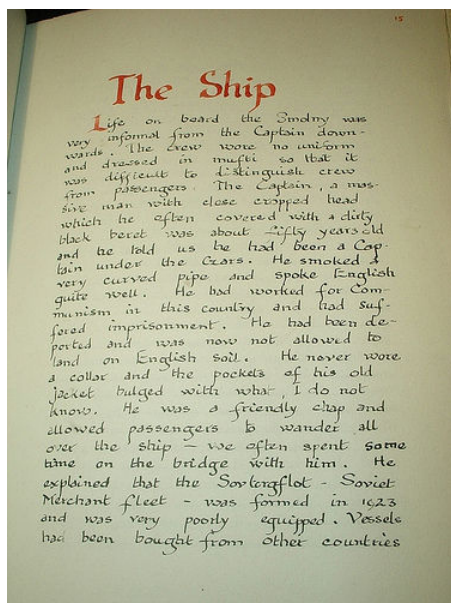 15
The Ship
Life on board the Smolny was
very informal from the Captain down-
wards. The crew wore no uniform
and dressed in mufti so that it
was difficult to distinguish crew
from passengers. The Captain, a mas-
sive man with close cropped head
which he often covered with a dirty
black beret was about fifty years old
and he told us he had been a Cap-
tain under the Czars. He smoked a
very curved pipe and spoke English
quite well. He had worked for Com-
munism in this country and had suf-
fered imprisonment. He had been de-
ported and was now not allowed to
land on English soil. He never wore
a collar and the pockets of his old
jacket bulged with what, I do not
know. He was a friendly chap and
allowed passengers to wander all
over the ship - we often spent some
time on the bridge with him. He
explained that the Sovtorgflot - Soviet
Merchant fleet - was formed in 1923
and was very poorly equipped. Vessels
had been bought from other countries